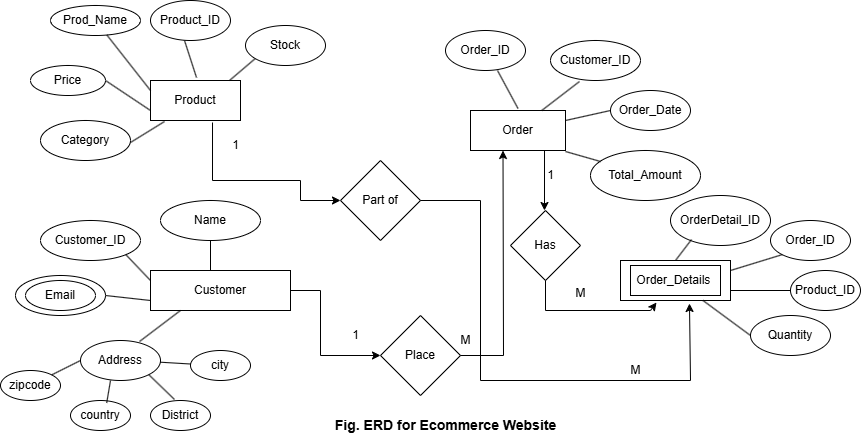 Prod_Name
Product_ID
Stock
Price
Product
Category
1
Part of
Order_ID
Customer_ID
Order_Date
Order
Total_Amount
1
Has
M
OrderDetail_ID
Order_ID
Order_Details
Product_ID
Quantity
Name
Customer_ID
Email
Customer
1
Place
M
M
Address
city
zipcode
country
District
Fig. ERD for Ecommerce Website